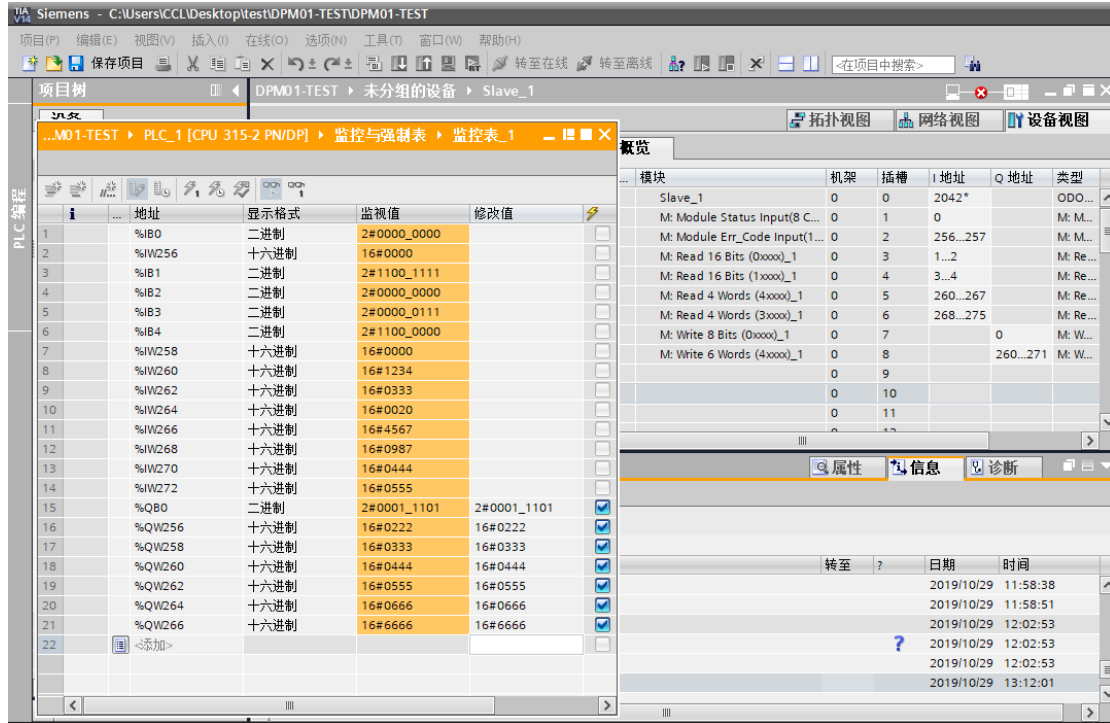 Siemens - C:\Users\CCL\Desktop\test\DPM01-TEST\DPM01-TEST
项目(P) 编辑(E) 视图(V) 插入(I) 在线(O) 选项(N) 工具(T) 窗口(W) 帮助(H)
保存项目 转至在线 转至离线 <在项目中搜索>
项目树 DPM01-TEST ▸ 未分组的设备 ▸ Slave_1
拓扑视图 网络视图 设备视图
PLC 编程
...M01-TEST ▸ PLC_1 [CPU 315-2 PN/DP] ▸ 监控与强制表 ▸ 监控表_1
i ... 地址 显示格式 监视值 修改值
1 %IB0 二进制 2#0000_0000
2 %IW256 十六进制 16#0000
3 %IB1 二进制 2#1100_1111
4 %IB2 二进制 2#0000_0000
5 %IB3 二进制 2#0000_0111
6 %IB4 二进制 2#1100_0000
7 %IW258 十六进制 16#0000
8 %IW260 十六进制 16#1234
9 %IW262 十六进制 16#0333
10 %IW264 十六进制 16#0020
11 %IW266 十六进制 16#4567
12 %IW268 十六进制 16#0987
13 %IW270 十六进制 16#0444
14 %IW272 十六进制 16#0555
15 %QB0 二进制 2#0001_1101 2#0001_1101
16 %QW256 十六进制 16#0222 16#0222
17 %QW258 十六进制 16#0333 16#0333
18 %QW260 十六进制 16#0444 16#0444
19 %QW262 十六进制 16#0555 16#0555
20 %QW264 十六进制 16#0666 16#0666
21 %QW266 十六进制 16#6666 16#6666
22 <添加>
概览
... 模块 机架 插槽 I 地址 Q 地址 类型
Slave_1 0 0 2042* ODO...
M: Module Status Input(8 C... 0 1 0 M: M...
M: Module Err_Code Input(1... 0 2 256...257 M: M...
M: Read 16 Bits (0xxxx)_1 0 3 1...2 M: Re...
M: Read 16 Bits (1xxxx)_1 0 4 3...4 M: Re...
M: Read 4 Words (4xxxx)_1 0 5 260...267 M: Re...
M: Read 4 Words (3xxxx)_1 0 6 268...275 M: Re...
M: Write 8 Bits (0xxxx)_1 0 7 0 M: W...
M: Write 6 Words (4xxxx)_1 0 8 260...271 M: W...
0 9
0 10
0 11
属性 信息 诊断
转至 ? 日期 时间
2019/10/29 11:58:38
2019/10/29 11:58:51
2019/10/29 12:02:53
? 2019/10/29 12:02:53
2019/10/29 12:02:53
2019/10/29 13:12:01